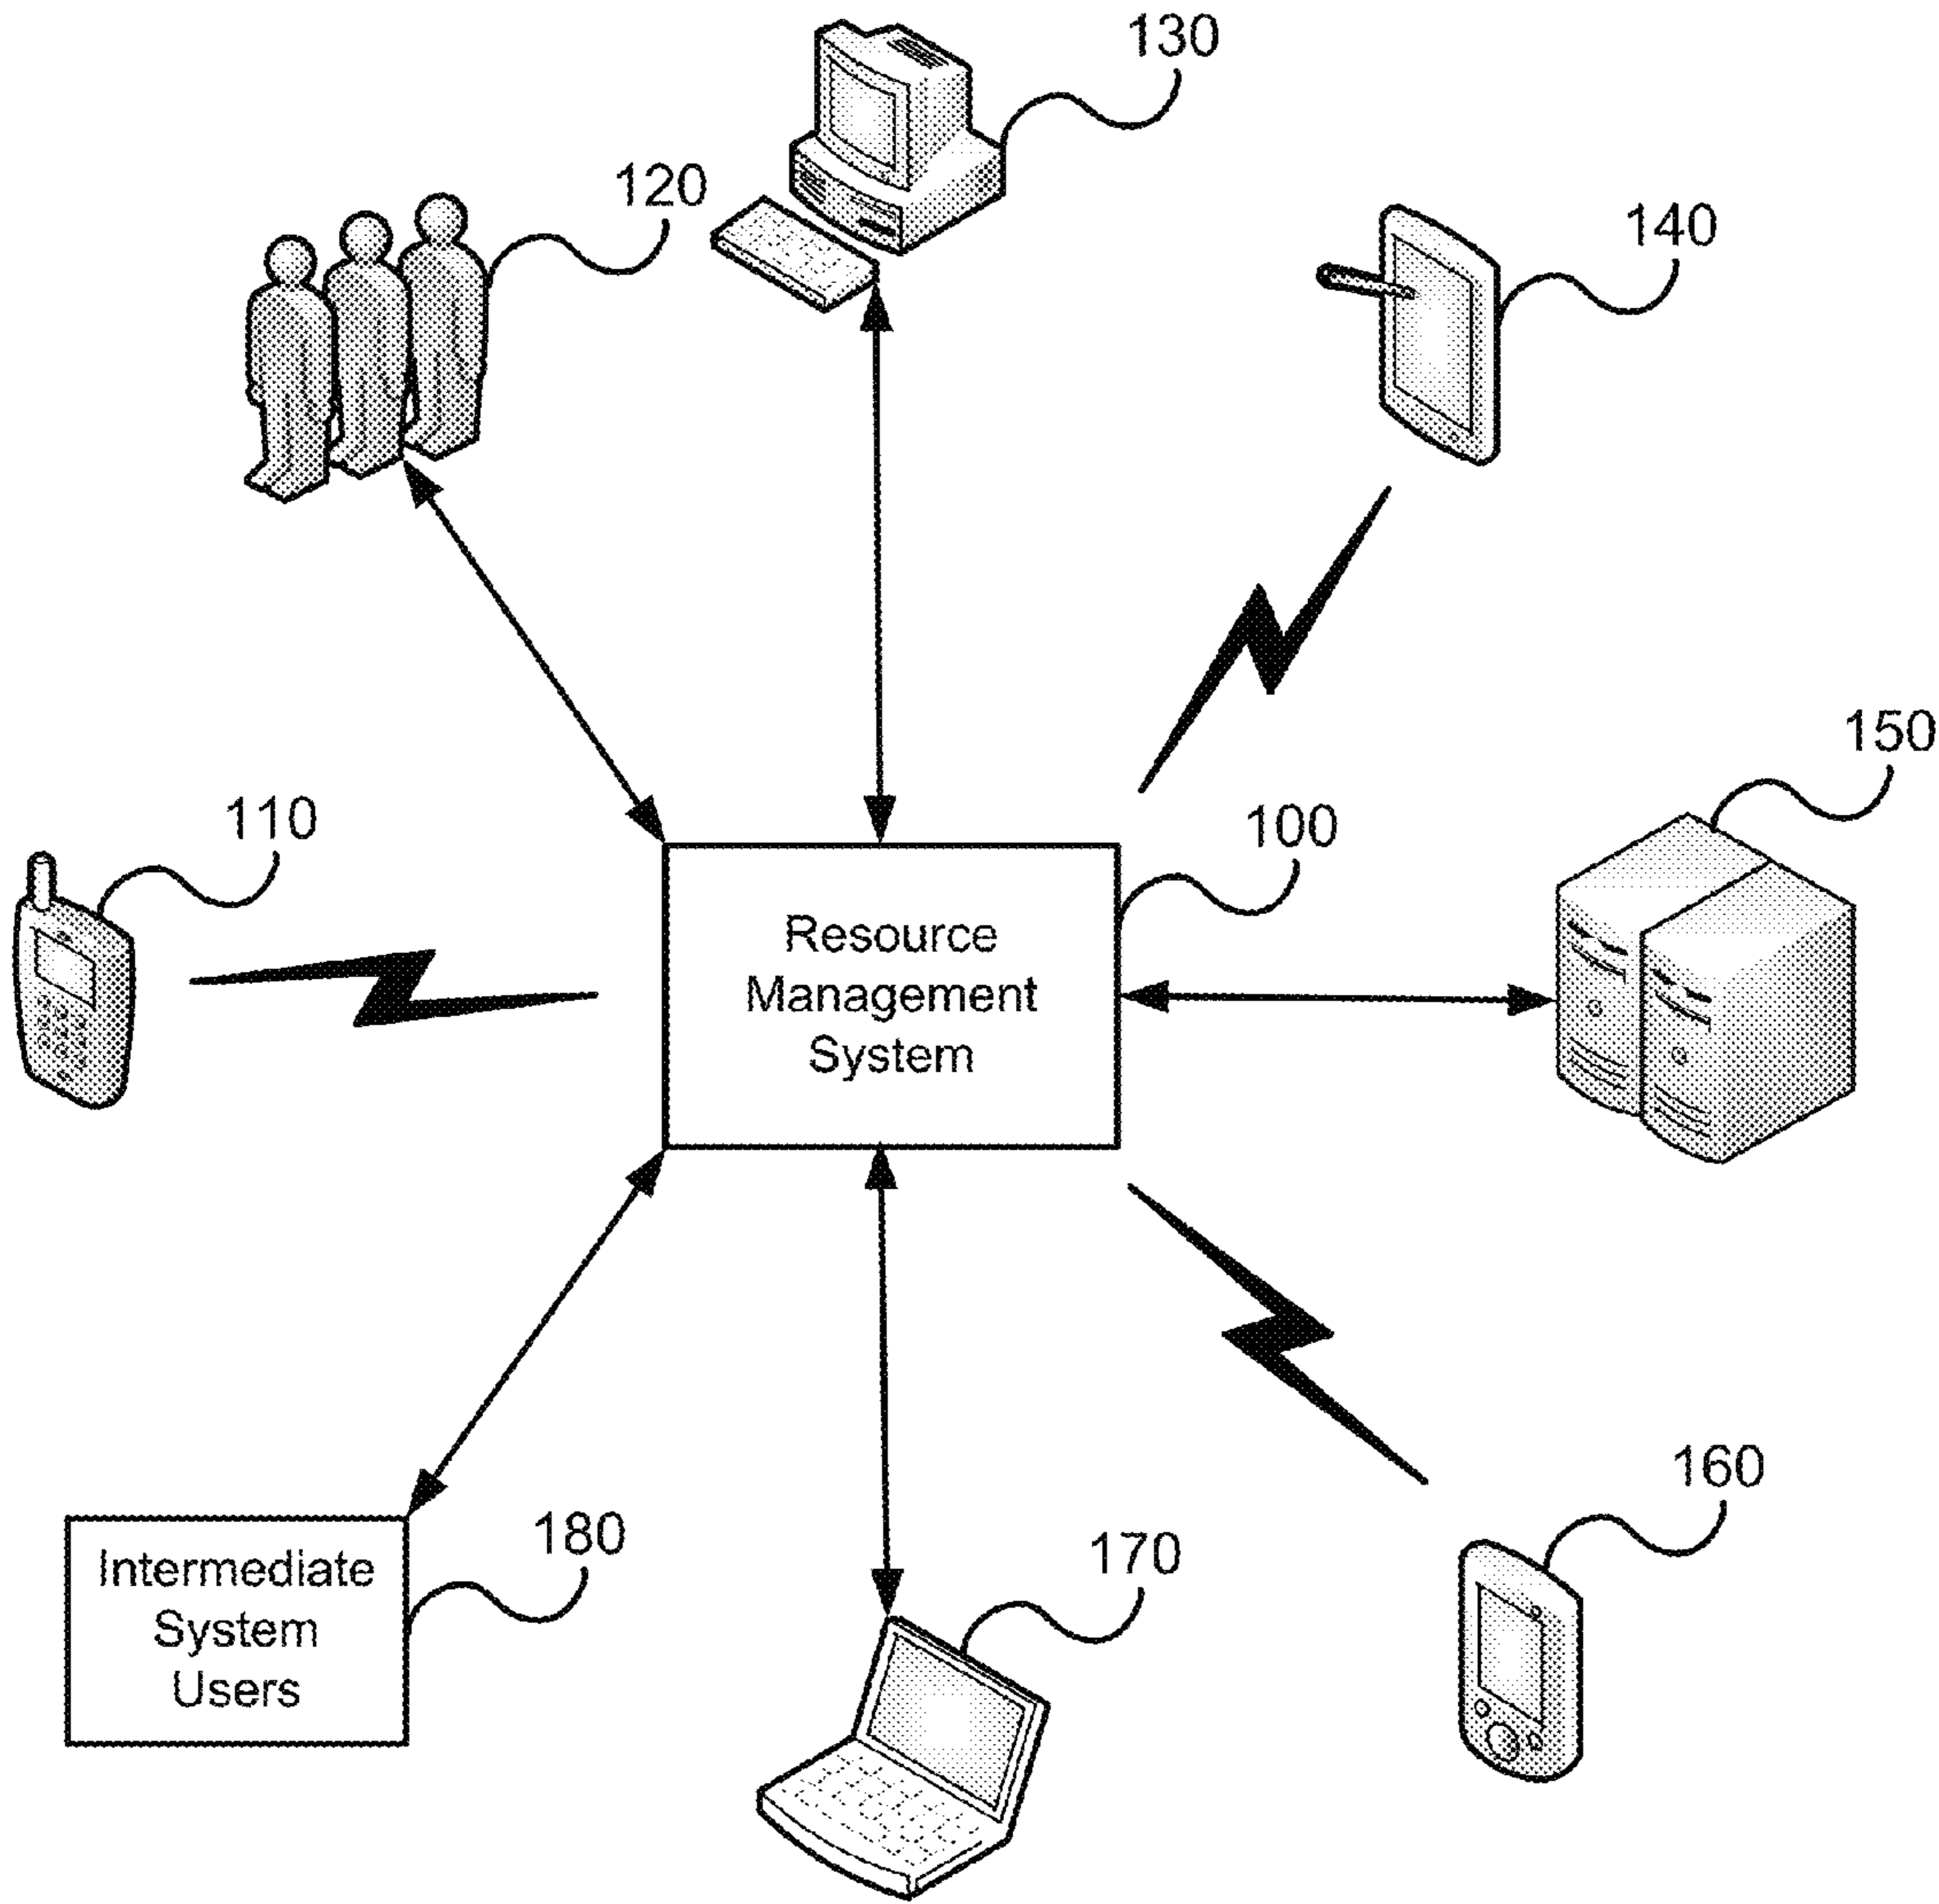 130
120
140
150
110
100
Resource
Management
System
160
180
170
Intermediate
System
Users